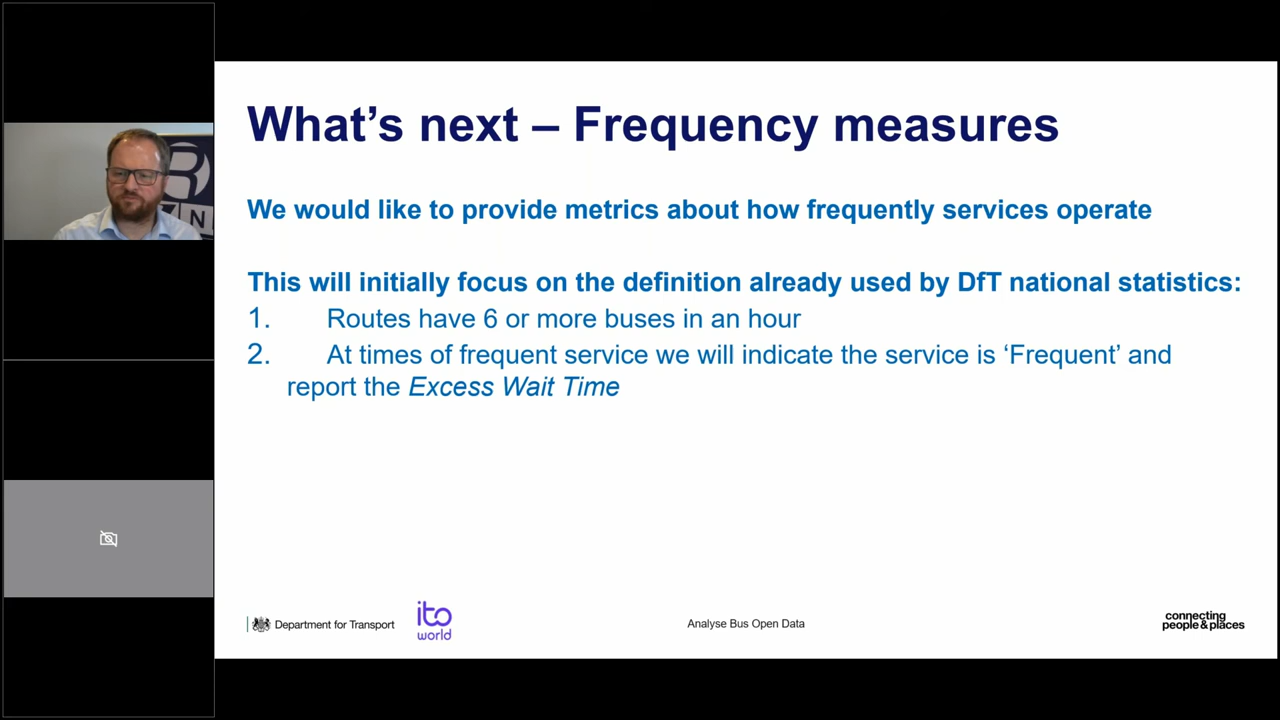 What's next – Frequency measures
We would like to provide metrics about how frequently services operate
This will initially focus on the definition already used by DfT national statistics:
1. Routes have 6 or more buses in an hour
2. At times of frequent service we will indicate the service is ‘Frequent’ and
report the Excess Wait Time
Department for Transport
ito
world
Analyse Bus Open Data
connecting
people&places